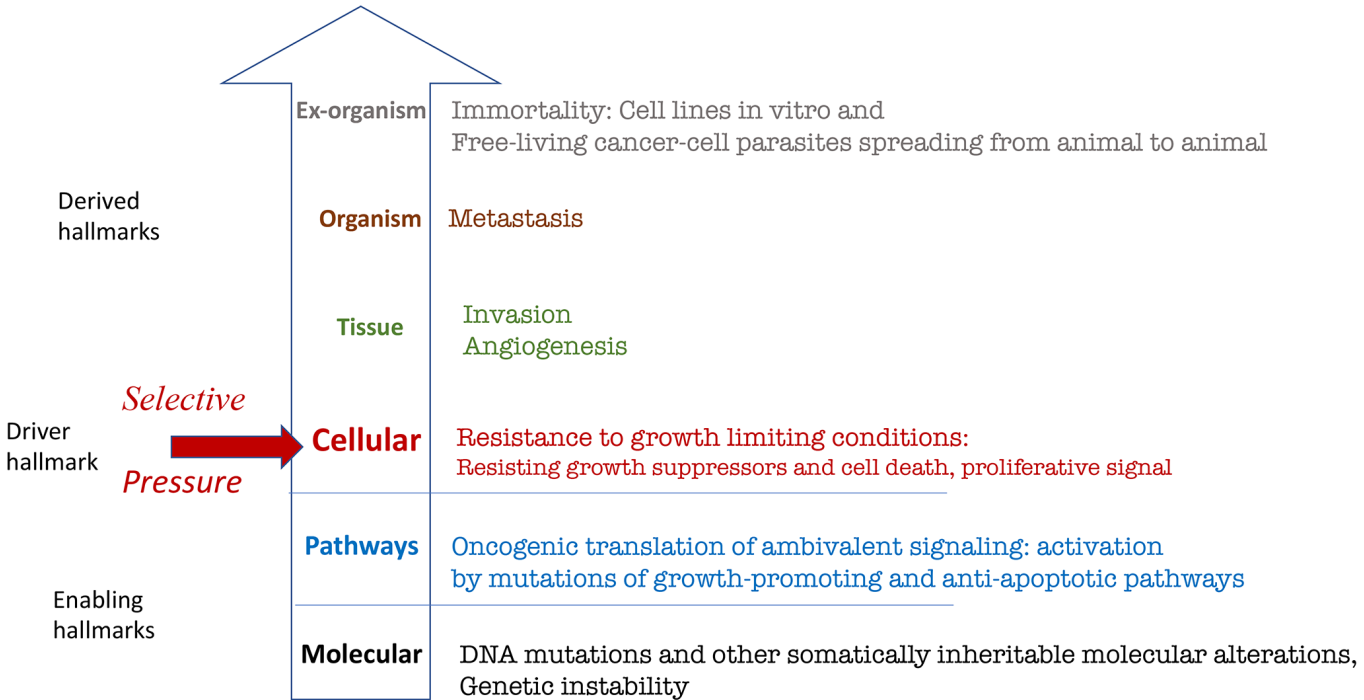 Ex-organism
Immortality: Cell lines in vitro and
Free-living cancer-cell parasites spreading from animal to animal
Derived
hallmarks
Organism
Metastasis
Tissue
Invasion
Angiogenesis
Selective
Pressure
Driver
hallmark
Cellular
Resistance to growth limiting conditions:
Resisting growth suppressors and cell death, proliferative signal
Pathways
Oncogenic translation of ambivalent signaling: activation
by mutations of growth-promoting and anti-apoptotic pathways
Enabling
hallmarks
Molecular
DNA mutations and other somatically inheritable molecular alterations,
Genetic instability